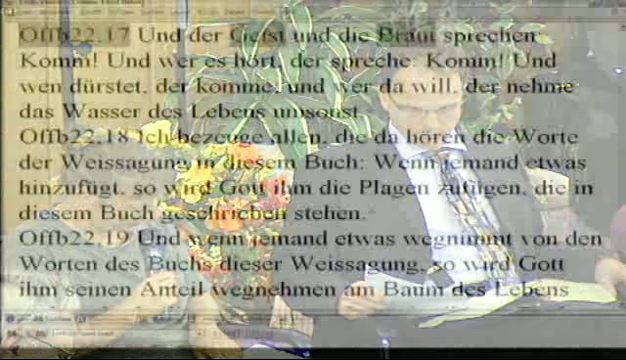 Offb22,17 Und der Geist und die Braut sprechen:
Komm! Und wer es hört, der spreche: Komm! Und
wen dürstet, der komme; und wer da will, der nehme
das Wasser des Lebens umsonst.
Offb22,18 Ich bezeuge allen, die da hören die Worte
der Weissagung in diesem Buch: Wenn jemand etwas
hinzufügt, so wird Gott ihm die Plagen zufügen, die in
diesem Buch geschrieben stehen.
Offb22,19 Und wenn jemand etwas wegnimmt von den
Worten des Buchs dieser Weissagung, so wird Gott
ihm seinen Anteil wegnehmen am Baum des Lebens